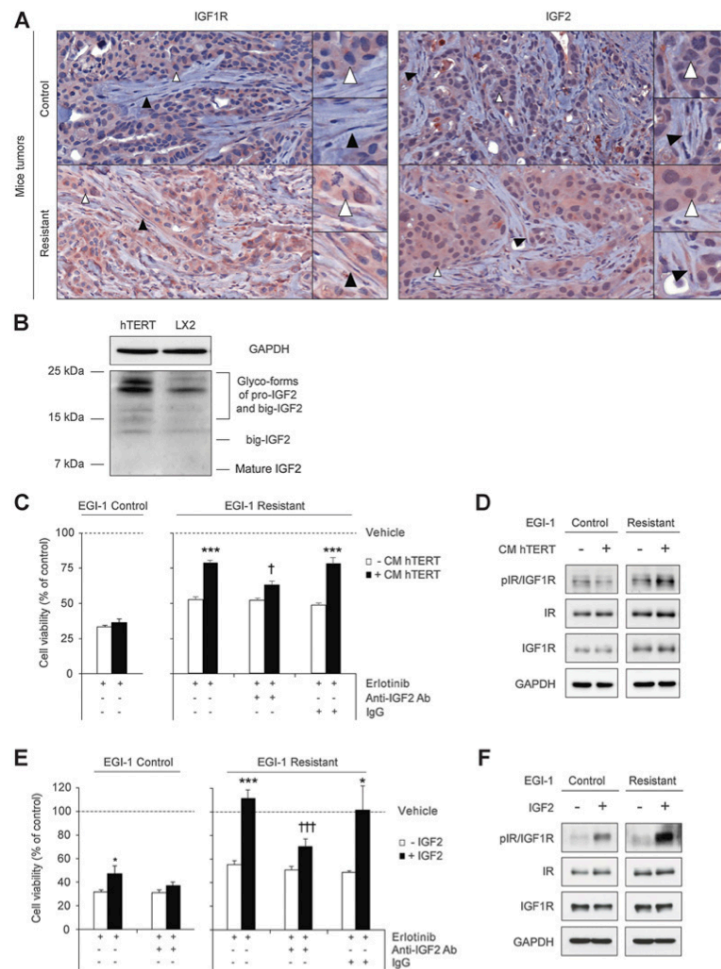 A
IGF1R
IGF2
Mice tumors
Control
Resistant
B
hTERT LX2
GAPDH
25 kDa
15 kDa
7 kDa
Glyco-forms
of pro-IGF2
and big-IGF2
big-IGF2
Mature IGF2
C
EGI-1 Control
EGI-1 Resistant
Cell viability (% of control)
100
75
50
25
0
Vehicle
- CM hTERT
+ CM hTERT
*** † ***
+ + + + + + + + Erlotinib
- - - - + + - - Anti-IGF2 Ab
- - - - - - + + IgG
D
EGI-1 Control Resistant
CM hTERT - + - +
pIR/IGF1R
IR
IGF1R
GAPDH
E
EGI-1 Control
EGI-1 Resistant
Cell viability (% of control)
120
100
80
60
40
20
0
Vehicle
- IGF2
+ IGF2
* *** ††† *
+ + + + + + + + + + Erlotinib
- - + + - - + + - - Anti-IGF2 Ab
- - - - - - - - + + IgG
F
EGI-1 Control Resistant
IGF2 - + - +
pIR/IGF1R
IR
IGF1R
GAPDH